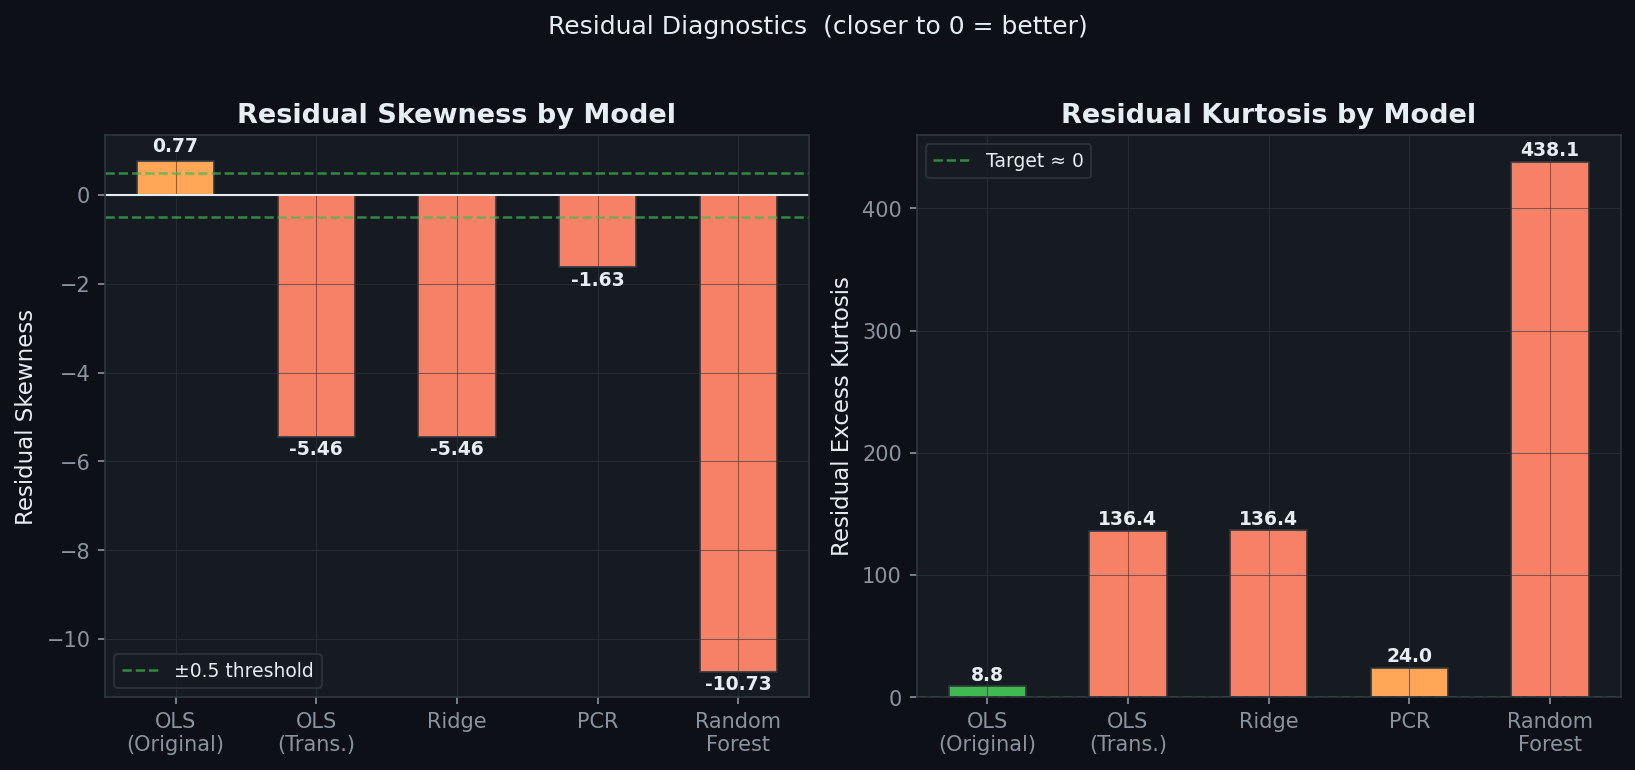 Residual Diagnostics  (closer to 0 = better)
Residual Skewness by Model
Residual Skewness
0
−2
−4
−6
−8
−10
0.77
-5.46
-5.46
-1.63
-10.73
±0.5 threshold
OLS
(Original)
OLS
(Trans.)
Ridge
PCR
Random
Forest
Residual Kurtosis by Model
Residual Excess Kurtosis
400
300
200
100
0
Target ≈ 0
8.8
136.4
136.4
24.0
438.1
OLS
(Original)
OLS
(Trans.)
Ridge
PCR
Random
Forest